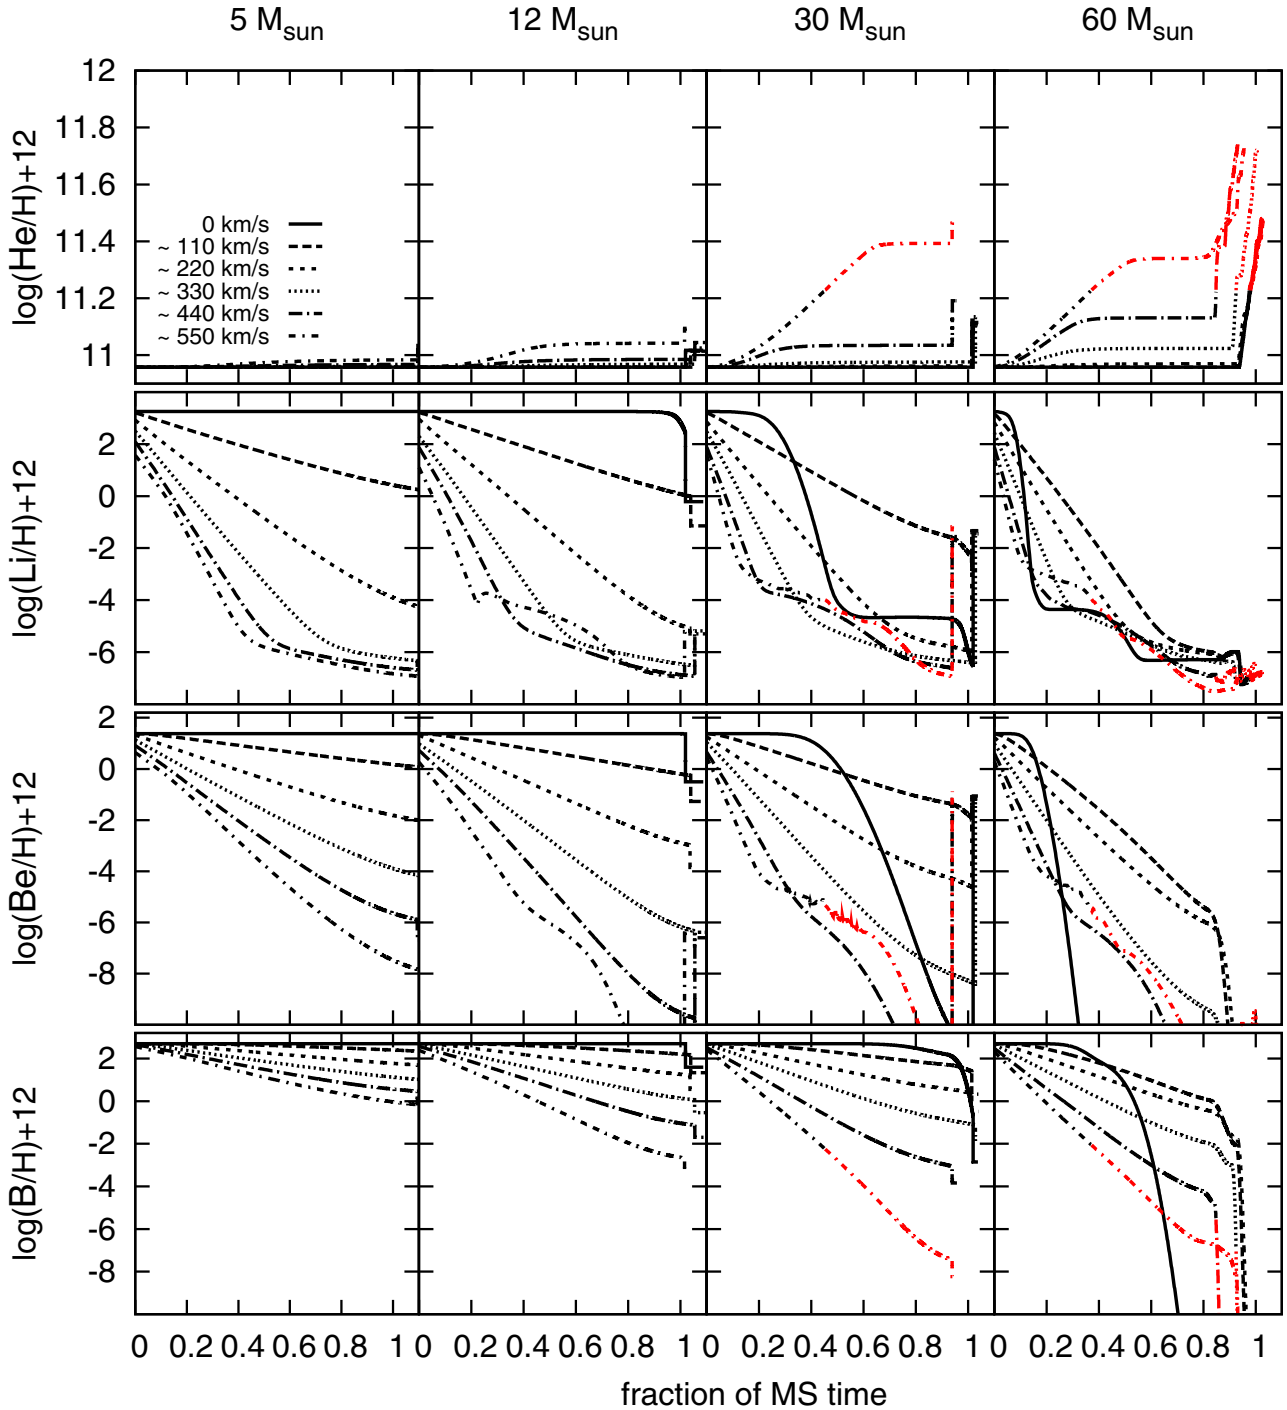 5 M_sun 12 M_sun 30 M_sun 60 M_sun
log(He/H)+12
12
11.8
11.6
11.4
11.2
11
0 km/s
~ 110 km/s
~ 220 km/s
~ 330 km/s
~ 440 km/s
~ 550 km/s
log(Li/H)+12
2
0
-2
-4
-6
log(Be/H)+12
2
0
-2
-4
-6
-8
log(B/H)+12
2
0
-2
-4
-6
-8
0 0.2 0.4 0.6 0.8 1 0 0.2 0.4 0.6 0.8 1 0 0.2 0.4 0.6 0.8 1 0 0.2 0.4 0.6 0.8 1
fraction of MS time